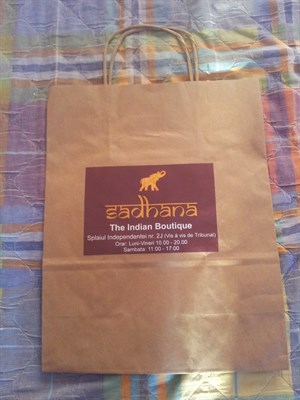 sadhana
The Indian Boutique
Splaiul Independentei nr. 2J (Vis à vis de Tribunal)
Orar: Luni-Vineri 10.00 - 20.00
Sambata: 11.00 - 17.00